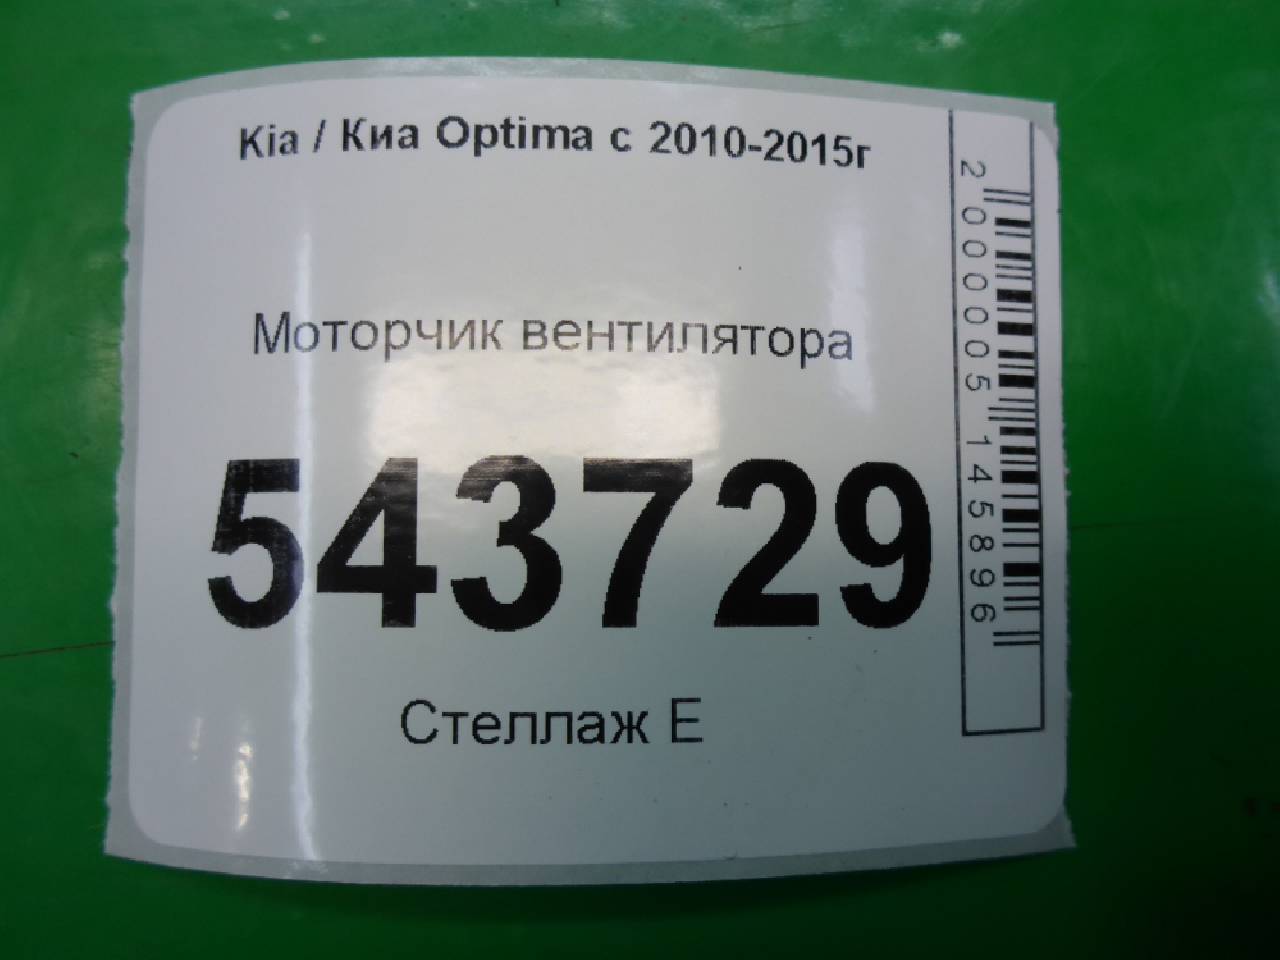 Kia / Киа Optima с 2010-2015г
Моторчик вентилятора
543729
Стеллаж Е
2000005145896